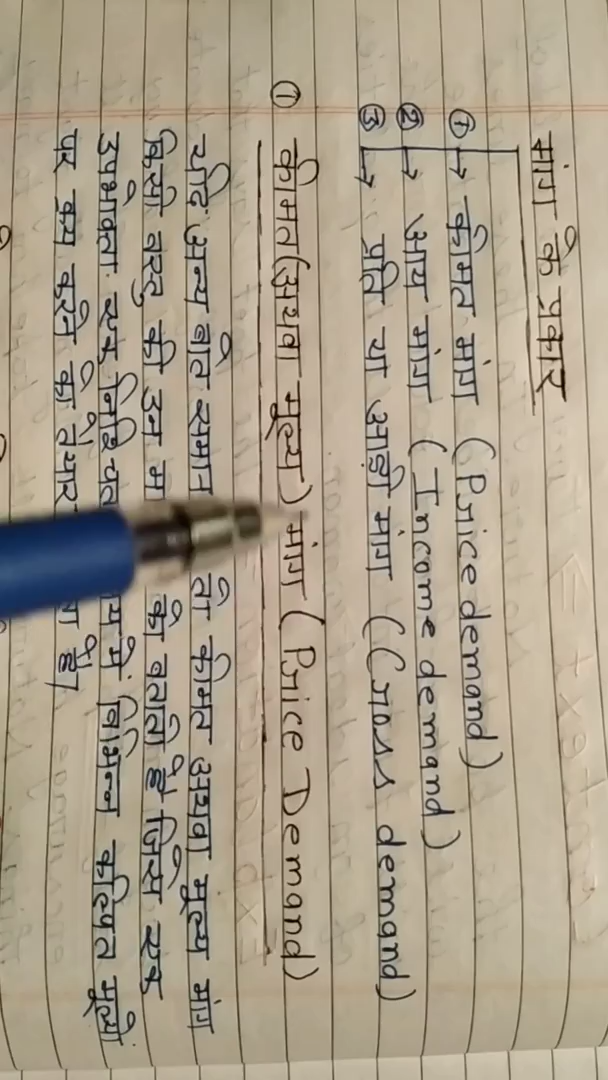 मांग के प्रकार
① → कीमत मांग (Price demand)
② → आय मांग (Income demand)
③ → प्रति या आड़ी मांग (Cross demand)
① कीमत(अथवा मूल्य) मांग (Price Demand)
यदि अन्य बातें समान तो कीमत अथवा मूल्य मांग
किसी वस्तु की उन को बताती है जिस एक
उपभोक्ता एक निश्चित में विभिन्न कल्पित मूल्यों
पर क्रय करने को तैयार है।